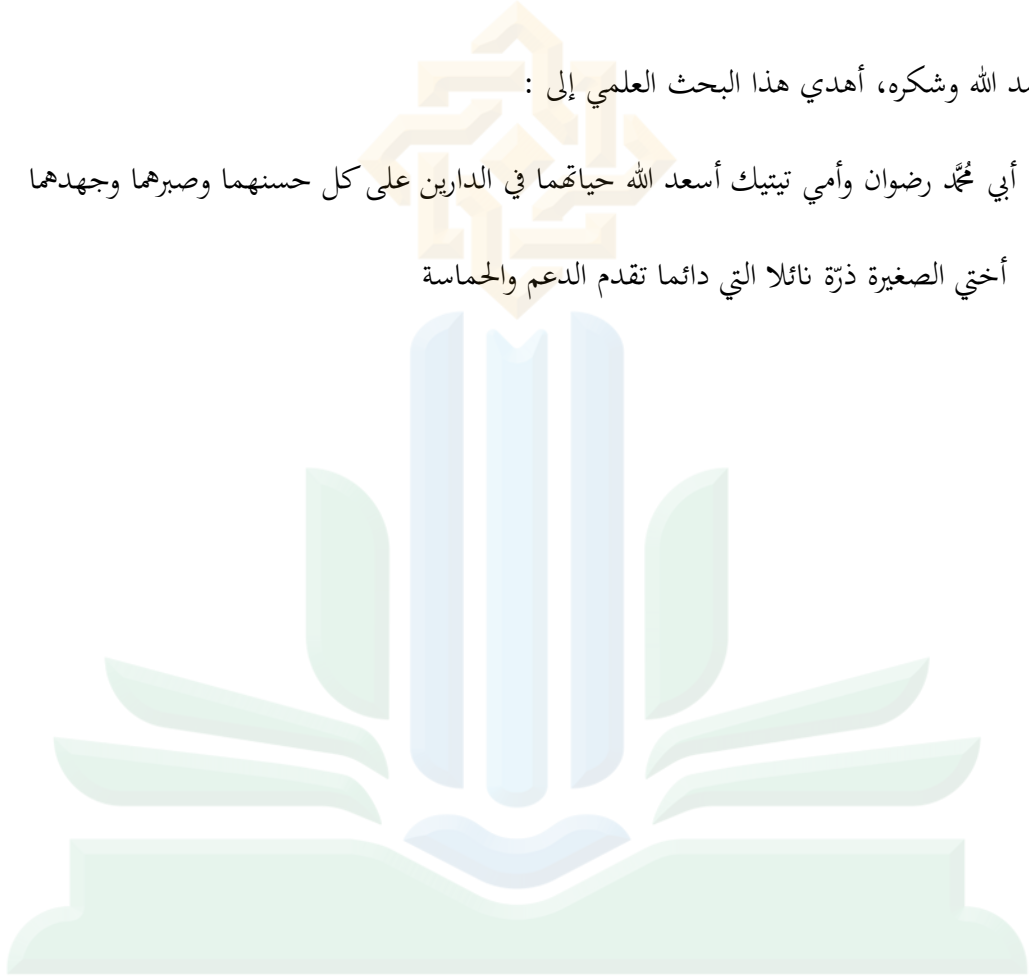 الله وشكره، أهدي هذا البحث العلمي إلى :
أبي مُحَّمد رضوان وأمي تيتيك أسعد الله حياتهما في الدارين على كل حسنهما وصبرهما وجهدهما
أختي الصغيرة ذرّة نائلا التي دائما تقدم الدعم والحماسة